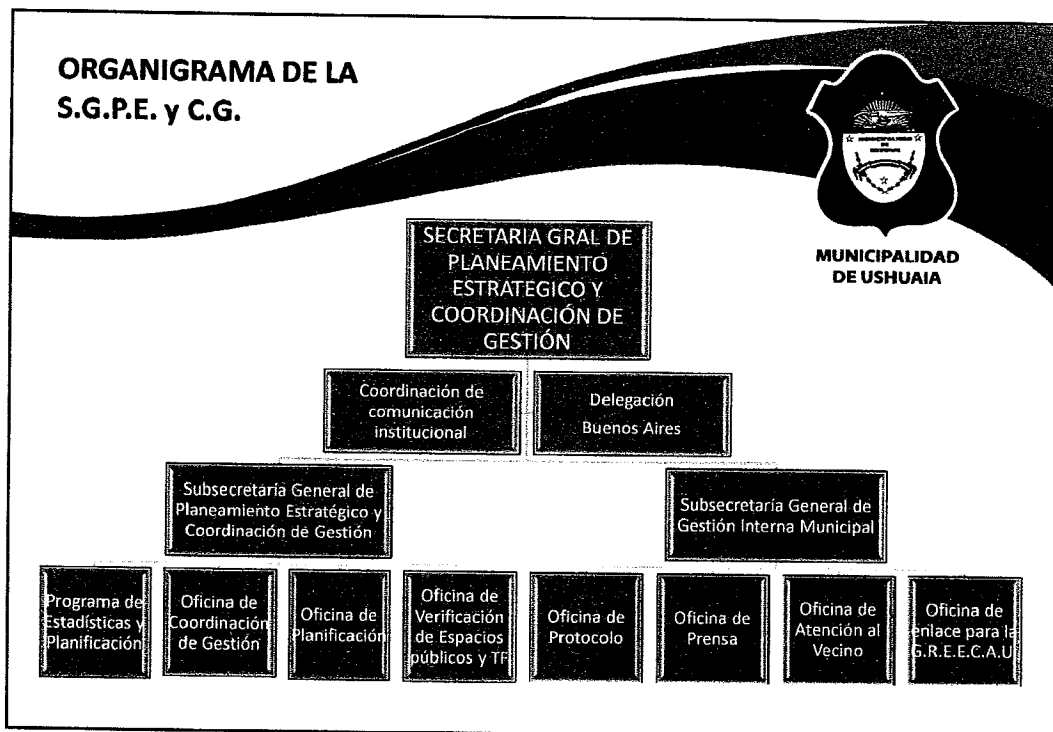 ORGANIGRAMA DE LA
S.G.P.E. y C.G.
MUNICIPALIDAD
DE
MUNICIPALIDAD
DE USHUAIA
SECRETARIA GRAL DE
PLANEAMIENTO
ESTRATEGICO Y
COORDINACIÓN DE
GESTIÓN
Coordinación de
comunicación
institucional
Delegación
Buenos Aires
Subsecretaría General de
Planeamiento Estratégico y
Coordinación de Gestión
Subsecretaría General de
Gestión Interna Municipal
Programa de
Estadísticas y
Planificación
Oficina de
Coordinación
de Gestión
Oficina de
Planificación
Oficina de
Verificación
de Espacios
públicos y TF
Oficina de
Protocolo
Oficina de
Prensa
Oficina de
Atención al
Vecino
Oficina de
enlace para la
G.R.E.E.C.A.U